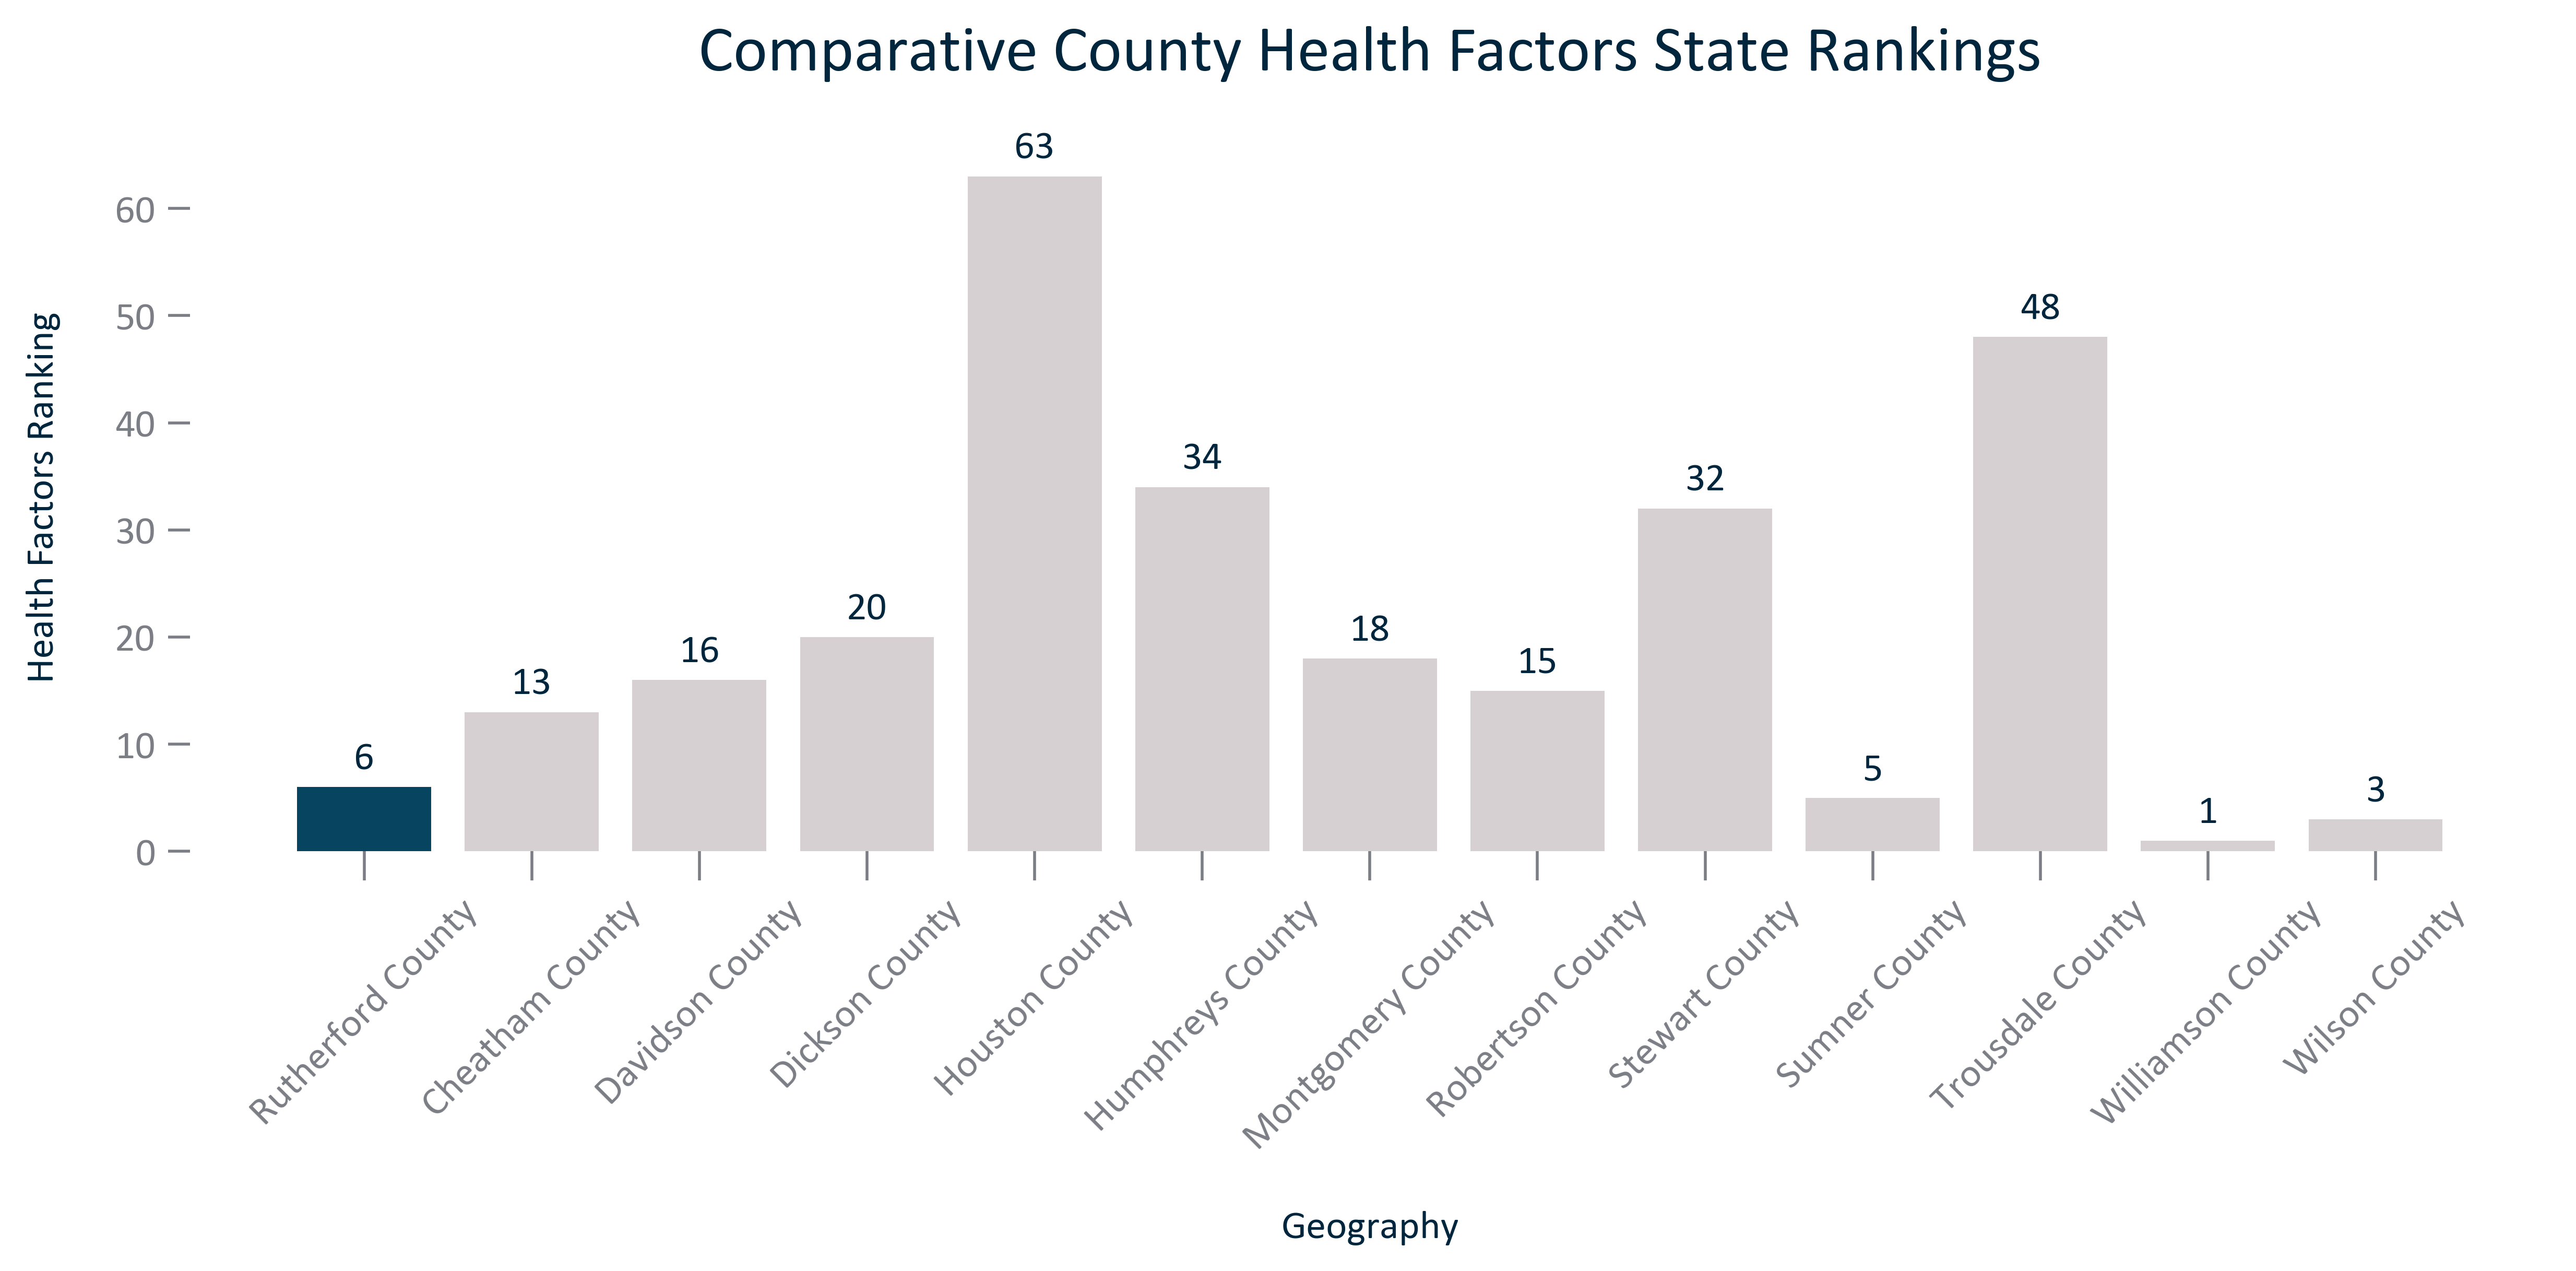 Comparative County Health Factors State Rankings
Health Factors Ranking
60
50
40
30
20
10
0
6
13
16
20
63
34
18
15
32
5
48
1
3
Rutherford County
Cheatham County
Davidson County
Dickson County
Houston County
Humphreys County
Montgomery County
Robertson County
Stewart County
Sumner County
Trousdale County
Williamson County
Wilson County
Geography